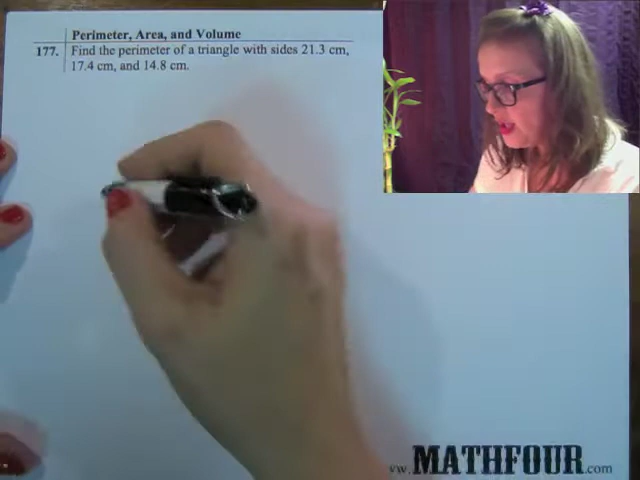 Perimeter, Area, and Volume
177. Find the perimeter of a triangle with sides 21.3 cm,
17.4 cm, and 14.8 cm.
vw.MATHFOUR.com